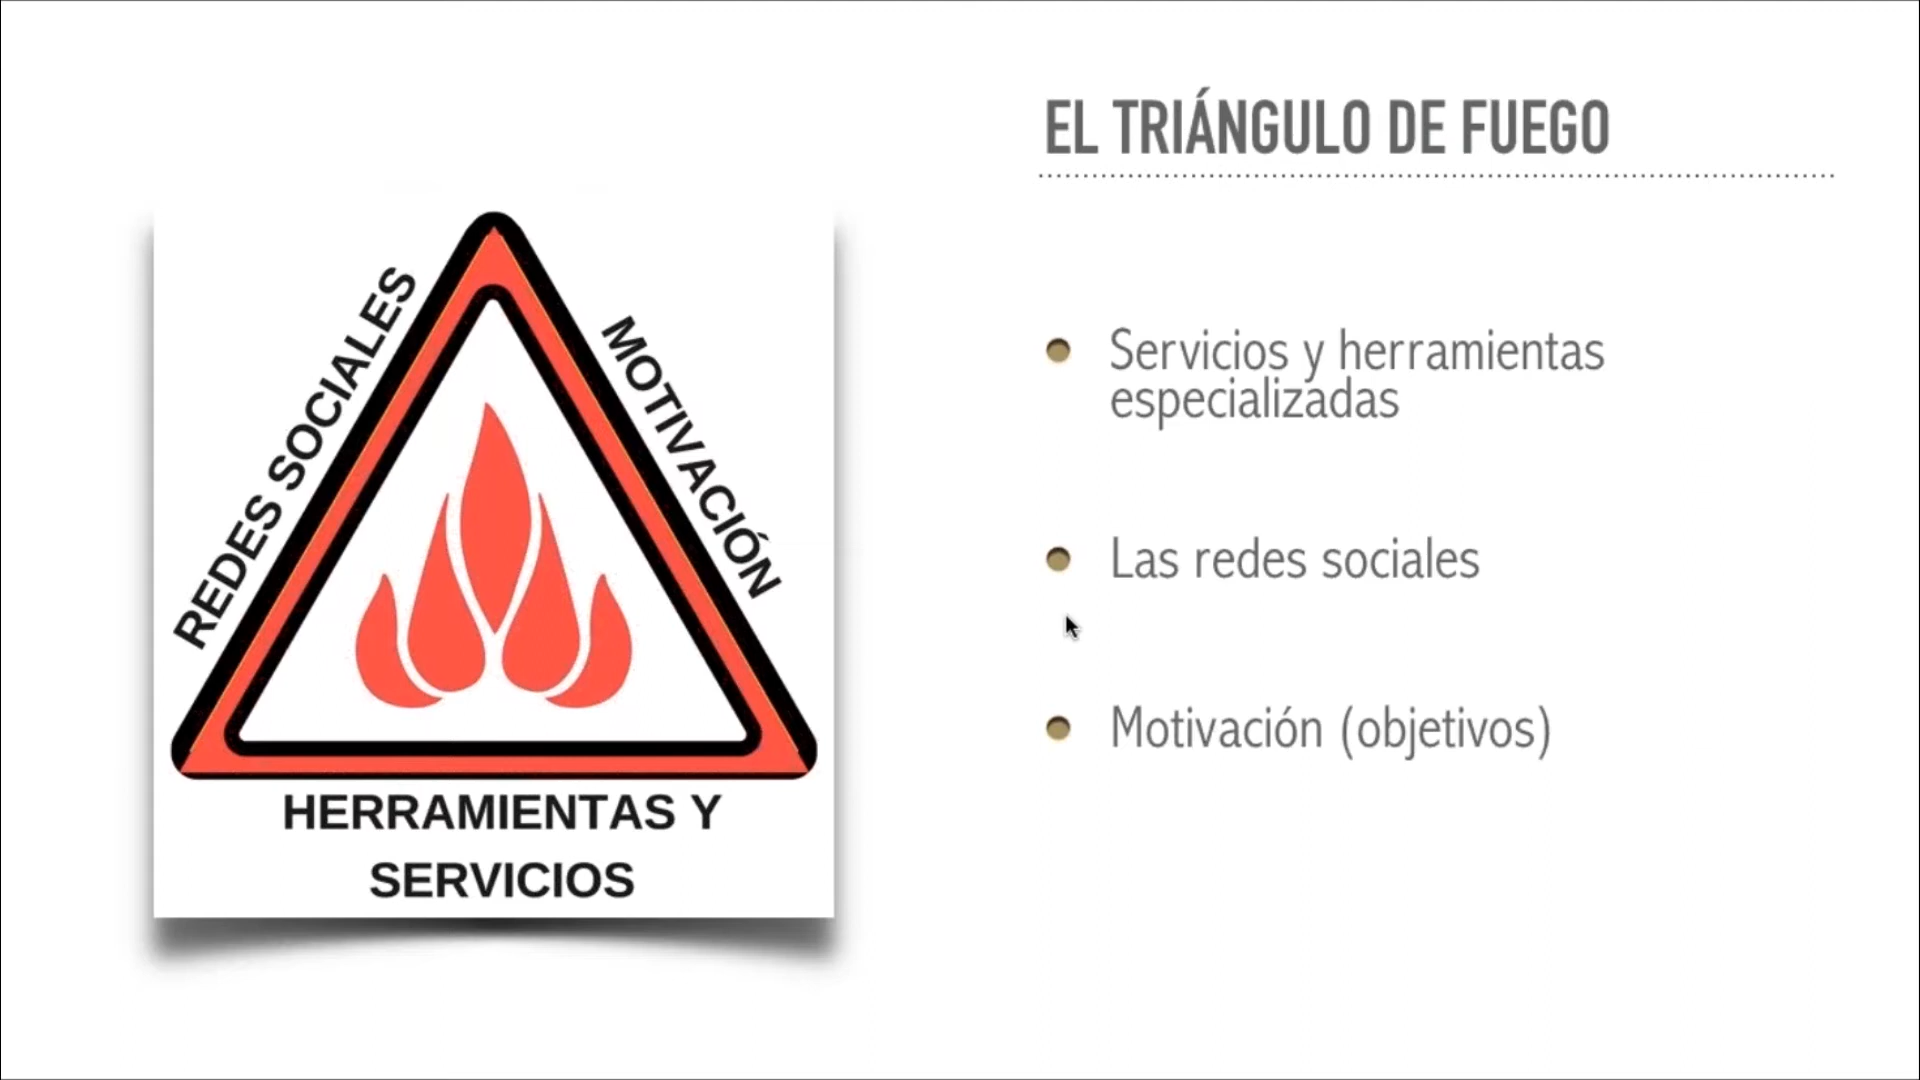 EL TRIÁNGULO DE FUEGO
REDES SOCIALES
MOTIVACIÓN
HERRAMIENTAS Y
SERVICIOS
Servicios y herramientas
especializadas
Las redes sociales
Motivación (objetivos)